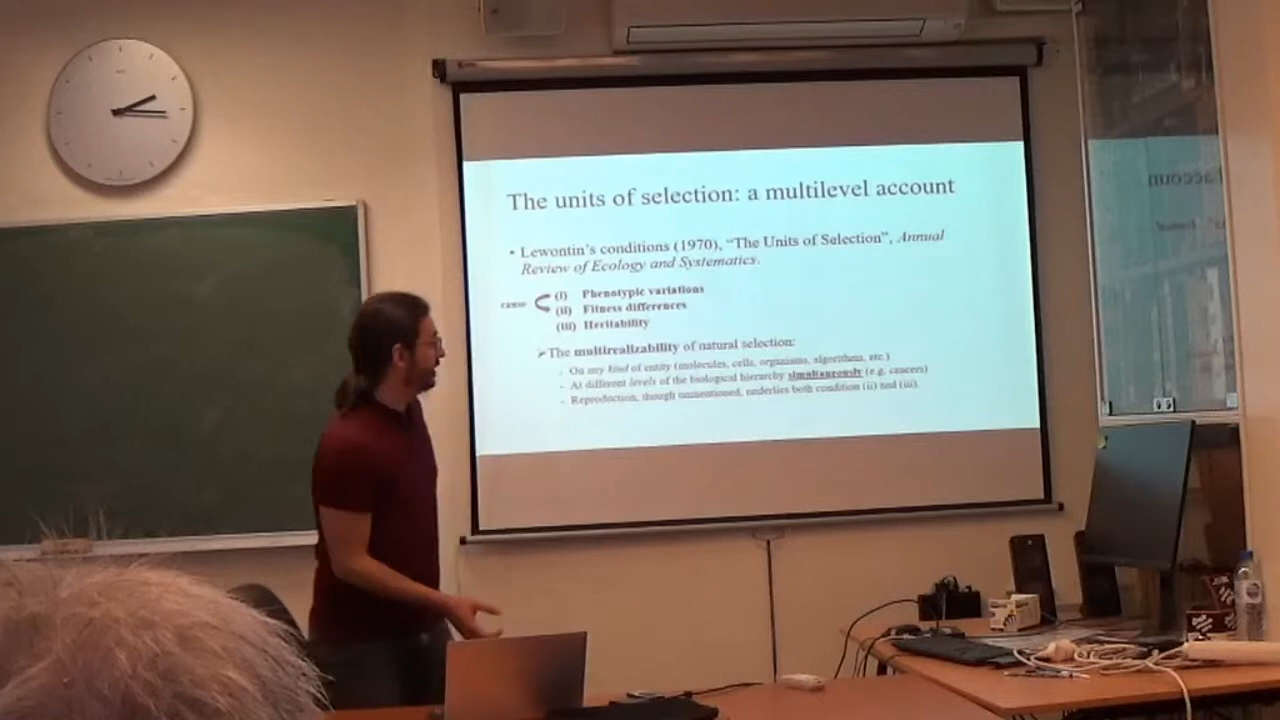 The units of selection: a multilevel account
• Lewontin's conditions (1970), “The Units of Selection”, Annual
Review of Ecology and Systematics.
cause
(i) Phenotypic variations
(ii) Fitness differences
(iii) Heritability
➤The multirealizability of natural selection:
- On any kind of entity (molecules, cells, organisms, algorithms, etc.)
- At different levels of the biological hierarchy simultaneously (e.g. cancers)
- Reproduction, though unmentioned, underlies both condition (ii) and (iii).